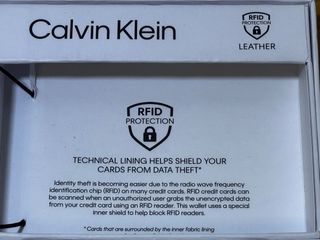 Calvin Klein
RFID
PROTECTION
LEATHER
RFID
PROTECTION
TECHNICAL LINING HELPS SHIELD YOUR
CARDS FROM DATA THEFT*
Identity theft is becoming easier due to the radio wave frequency
identification chip (RFID) on many credit cards. RFID credit cards can
be scanned when an unauthorized user grabs the unencrypted data
from your credit card using an RFID reader. This wallet uses a special
inner shield to help block RFID readers.
* Cards that are surrounded by the inner fabric lining